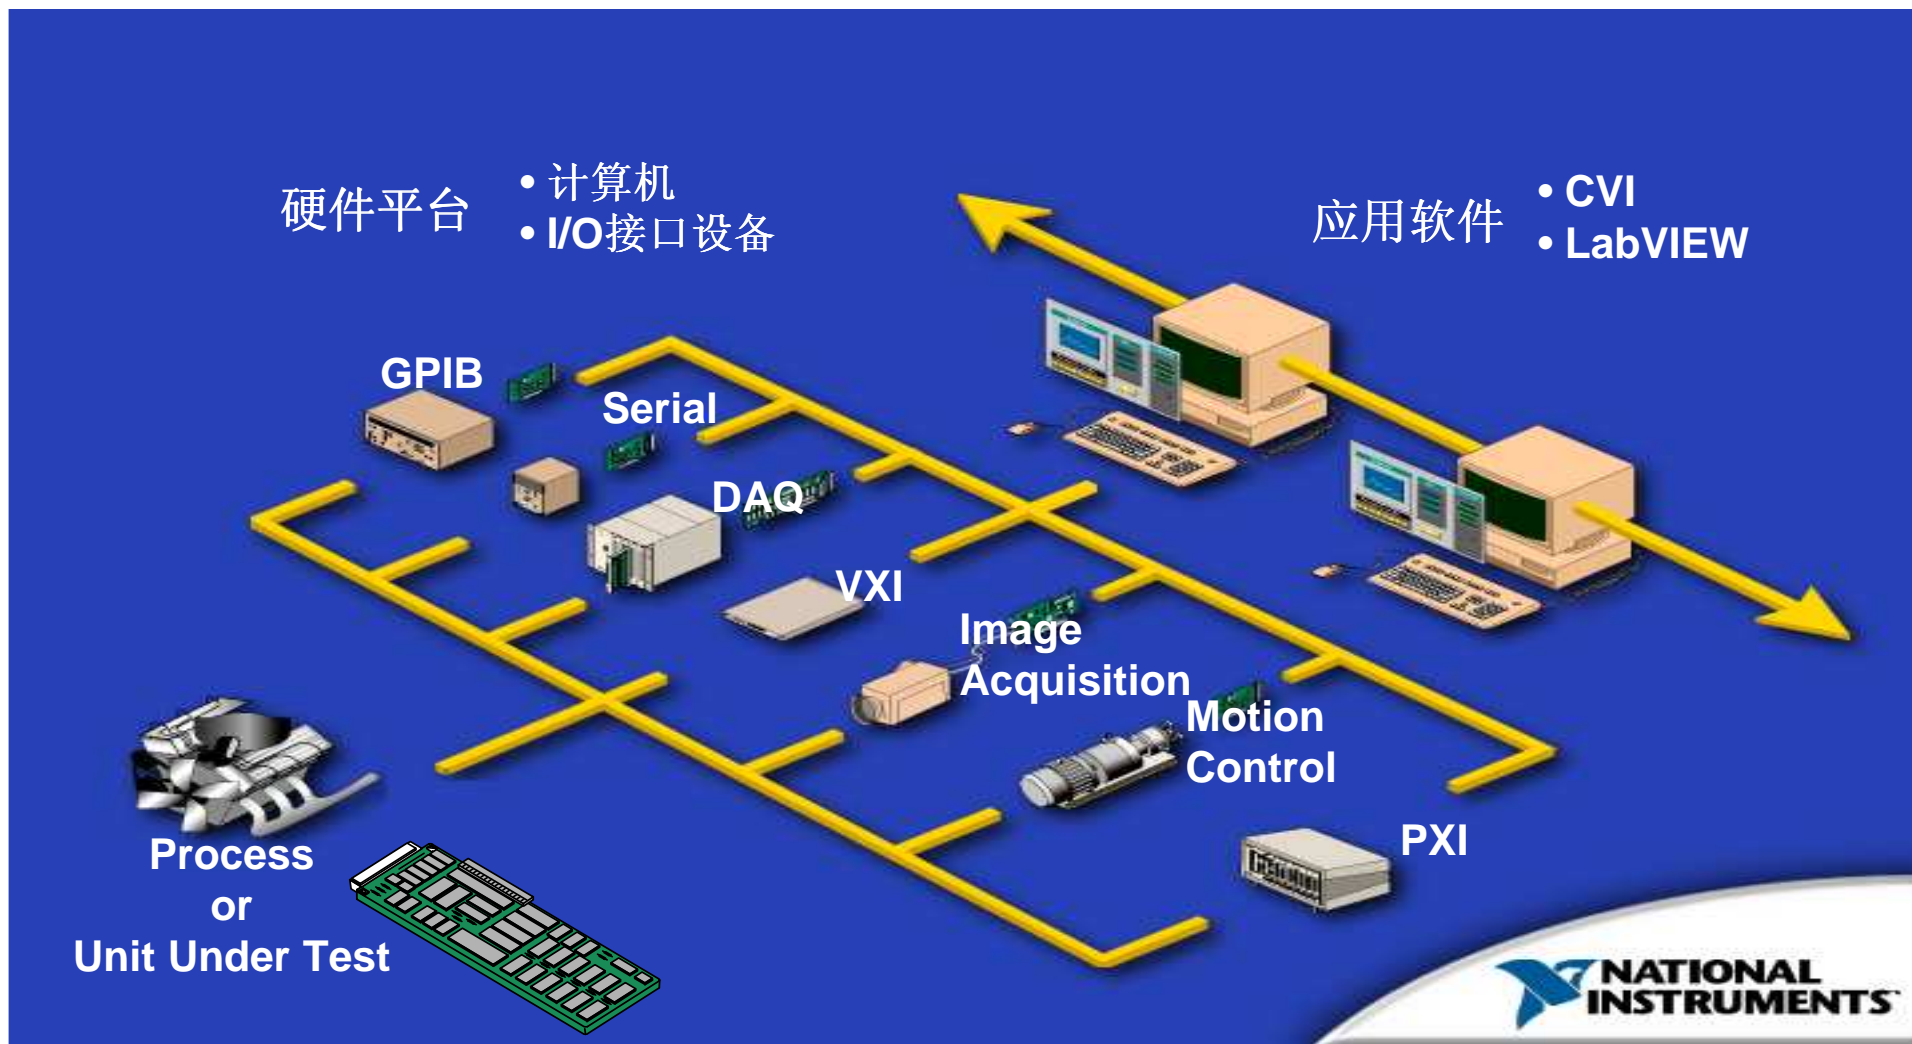 硬件平台
• 计算机
• I/O接口设备
应用软件
• CVI
• LabVIEW
GPIB
Serial
DAQ
VXI
Image
Acquisition
Motion
Control
PXI
Process
or
Unit Under Test
NATIONAL
INSTRUMENTS